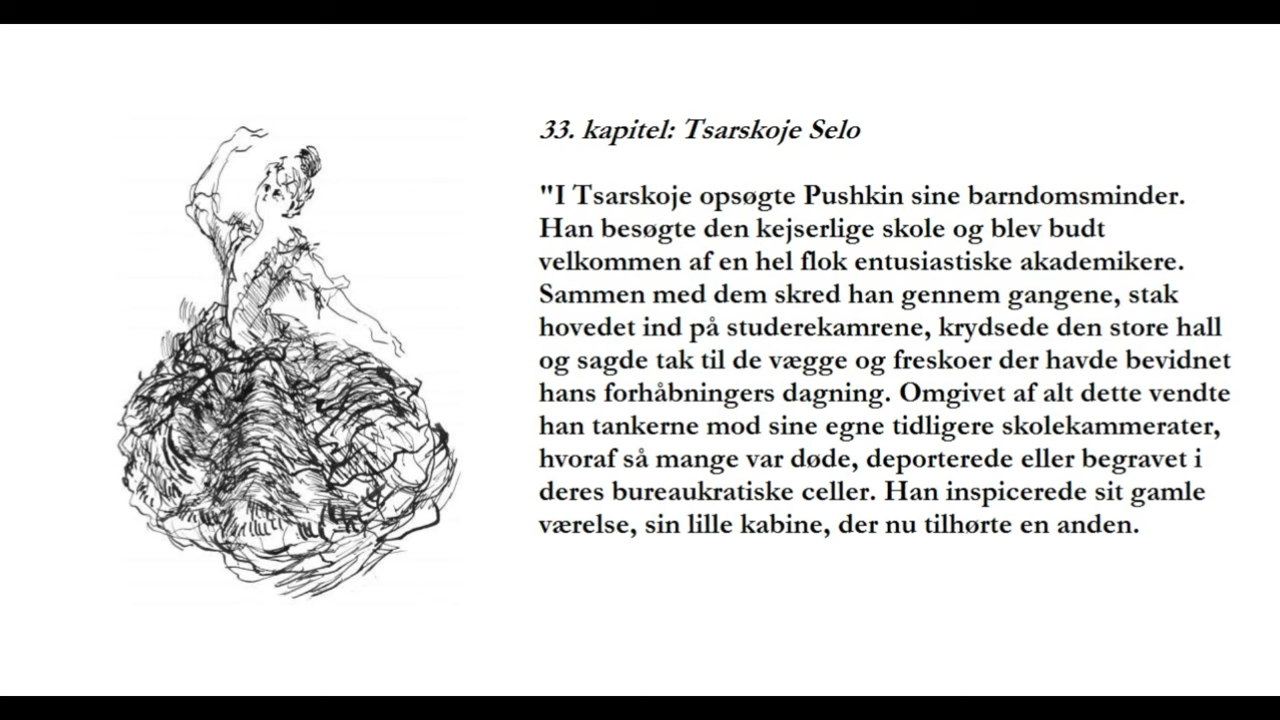 33. kapitel: Tsarskoje Selo
"I Tsarskoje opsøgte Pushkin sine barndomsminder.
Han besøgte den kejserlige skole og blev budt
velkommen af en hel flok entusiastiske akademikere.
Sammen med dem skred han gennem gangene, stak
hovedet ind på studerekamrene, krydsede den store hall
og sagde tak til de vægge og freskoer der havde bevidnet
hans forhåbningers dagning. Omgivet af alt dette vendte
han tankerne mod sine egne tidligere skolekammerater,
hvoraf så mange var døde, deporterede eller begravet i
deres bureaukratiske celler. Han inspicerede sit gamle
værelse, sin lille kabine, der nu tilhørte en anden.